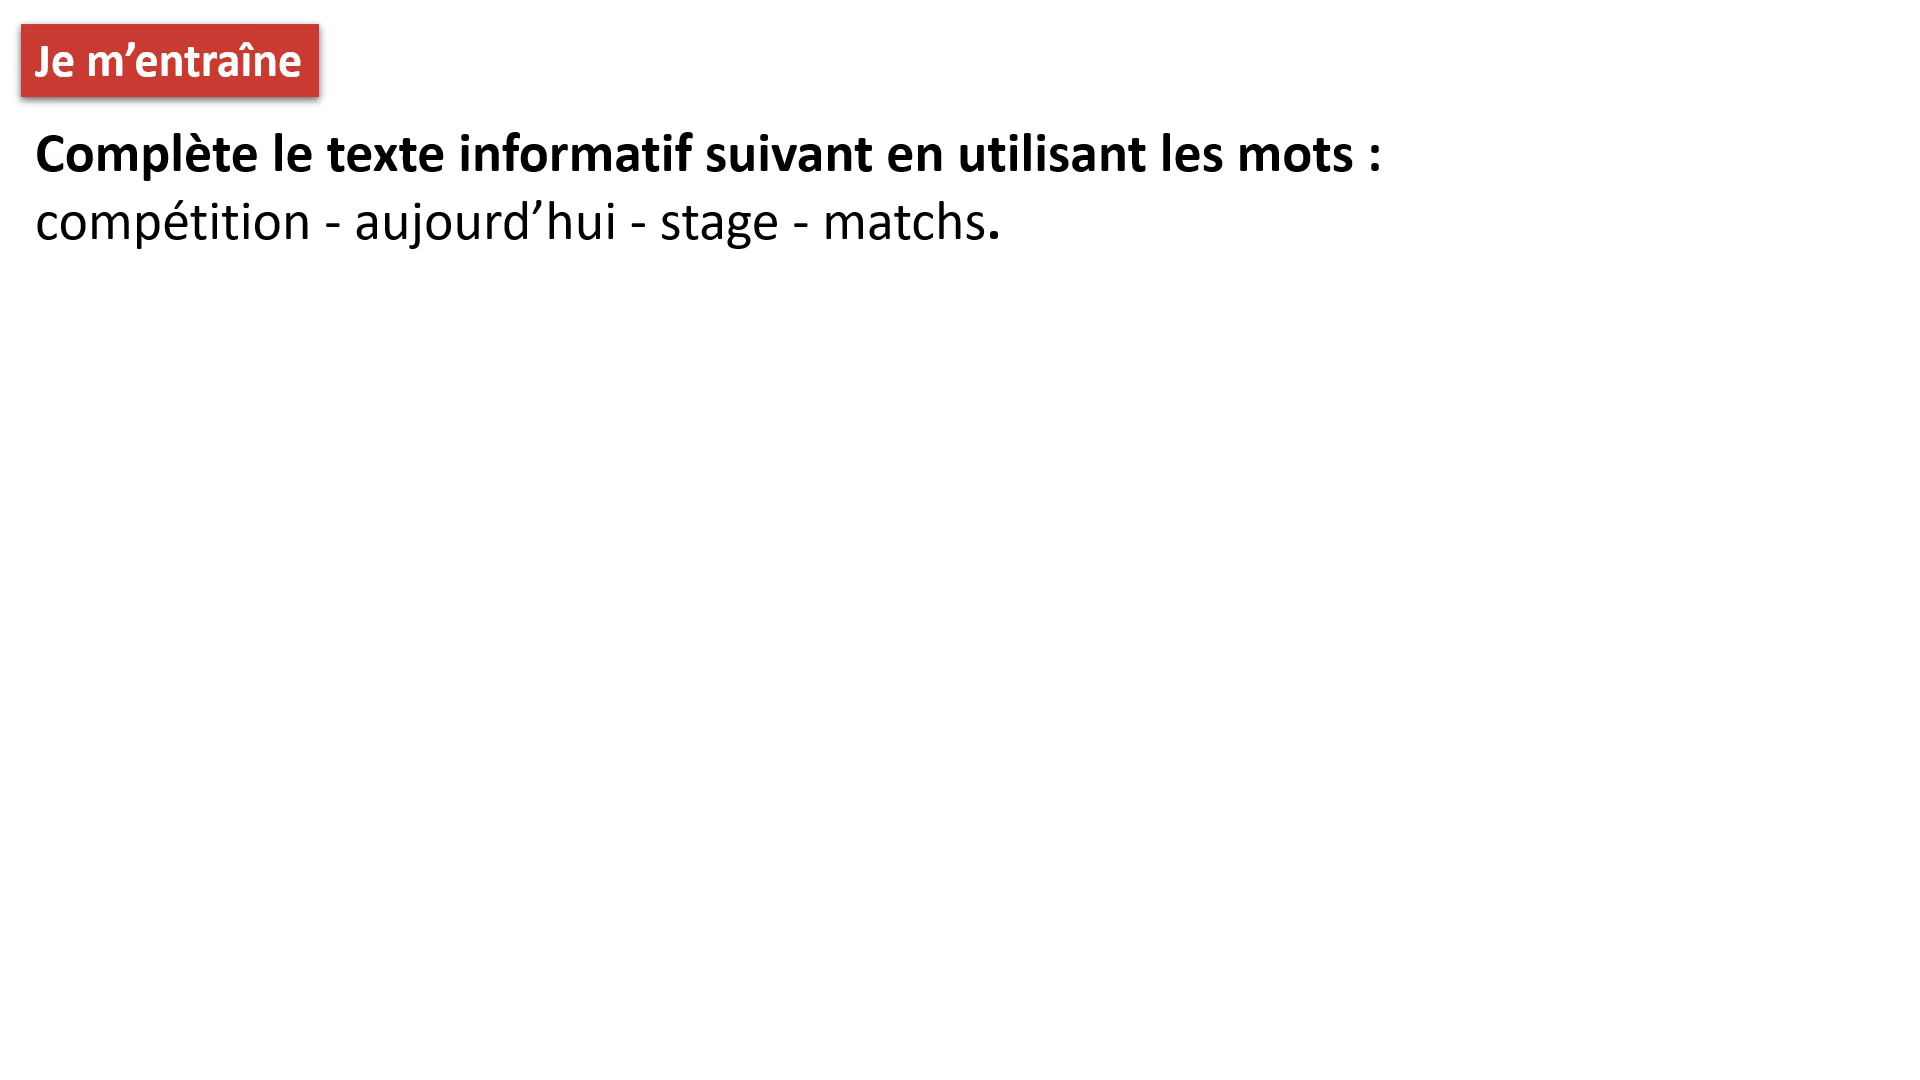 Je m’entraîne
Complète le texte informatif suivant en utilisant les mots :
compétition - aujourd’hui - stage - matchs.